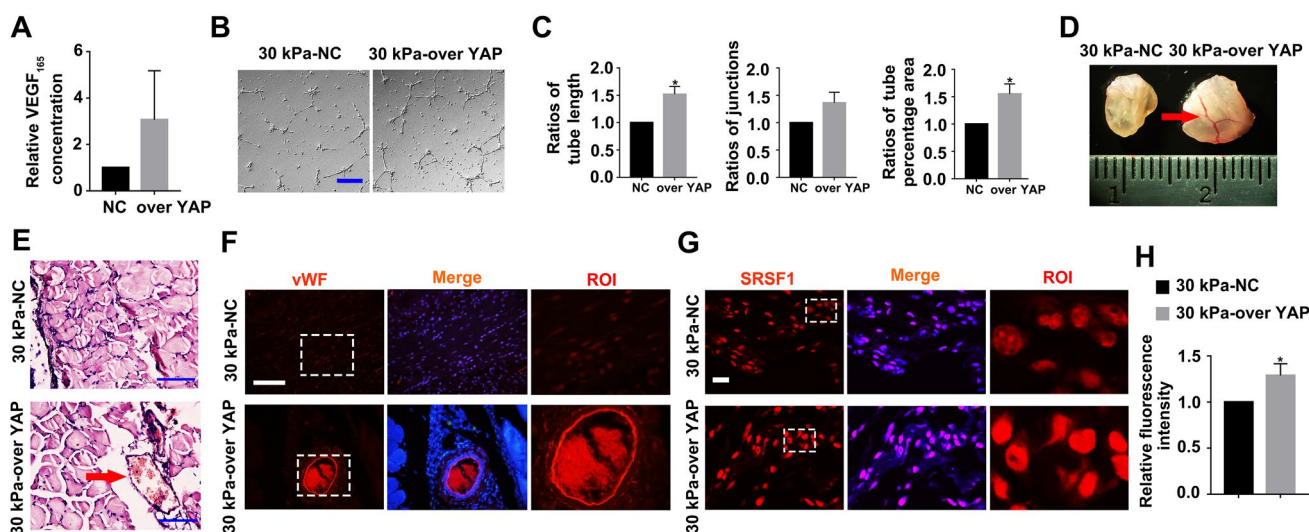 A
Relative VEGF165
concentration
6
4
2
0
NC over YAP
B
30 kPa-NC 30 kPa-over YAP
C
Ratios of
tube length
2.0
1.5
1.0
0.5
0.0
NC over YAP
*
Ratios of junctions
2.0
1.5
1.0
0.5
0.0
NC over YAP
Ratios of tube
percentage area
2.0
1.5
1.0
0.5
0.0
NC over YAP
*
D
30 kPa-NC 30 kPa-over YAP
1 2
E
30 kPa-NC
30 kPa-over YAP
F
vWF Merge ROI
30 kPa-NC
30 kPa-over YAP
G
SRSF1 Merge ROI
30 kPa-NC
30 kPa-over YAP
H
30 kPa-NC
30 kPa-over YAP
Relative fluorescence
intensity
1.5
1.0
0.5
0.0
*